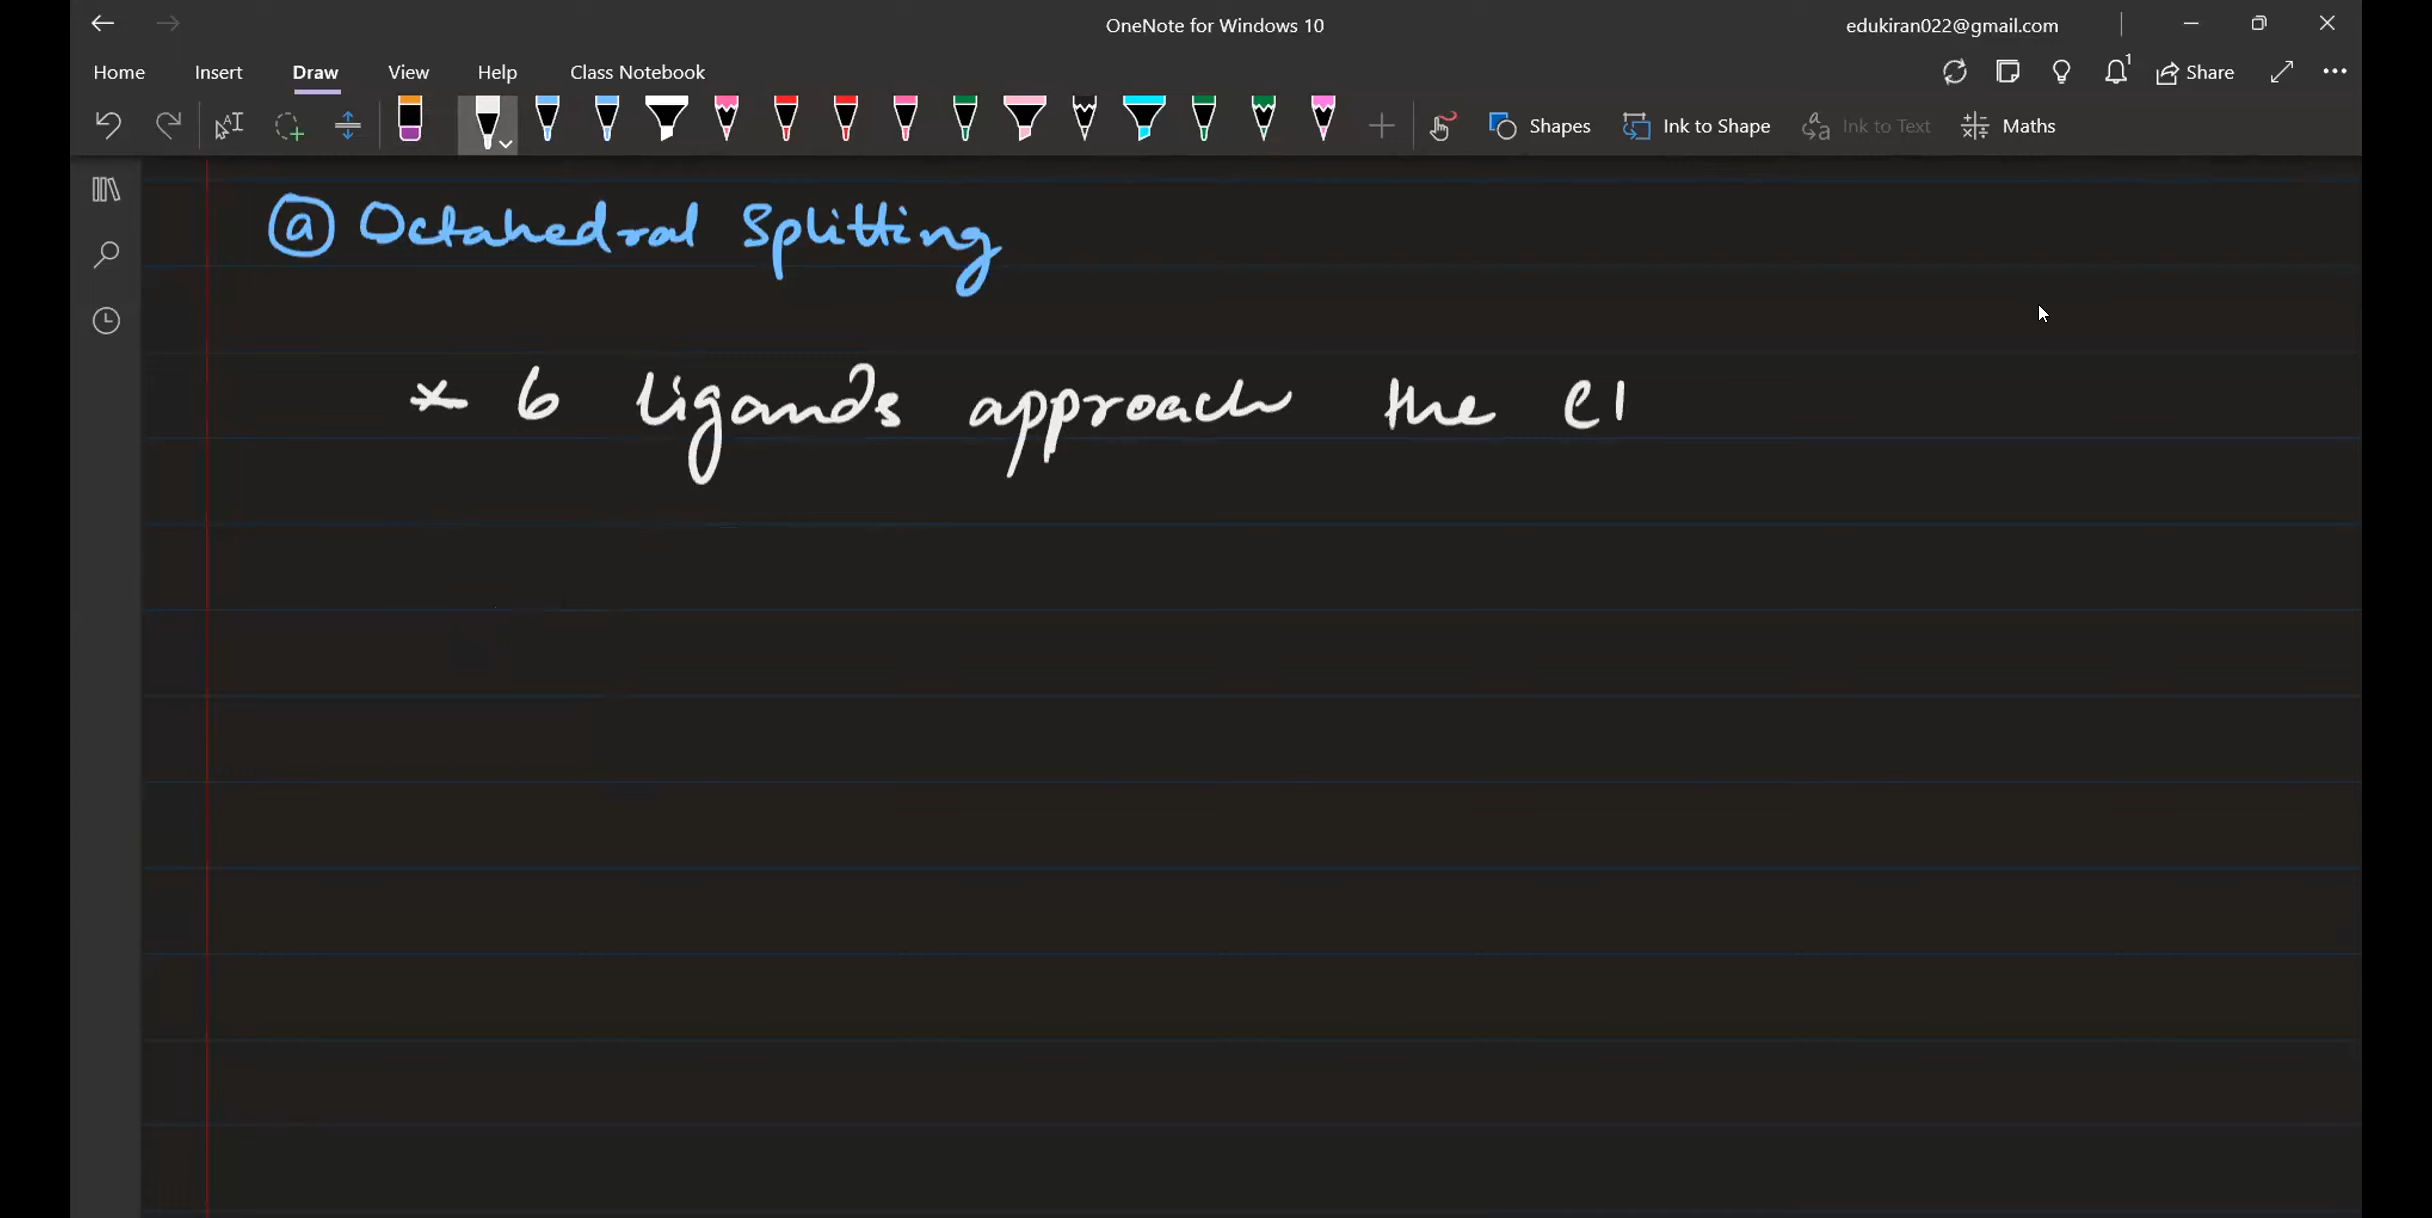 OneNote for Windows 10
edukiran022@gmail.com
Home Insert Draw View Help Class Notebook
Share
Shapes Ink to Shape Ink to Text Maths
ⓐ Octahedral Splitting
* 6 ligands approach the CI